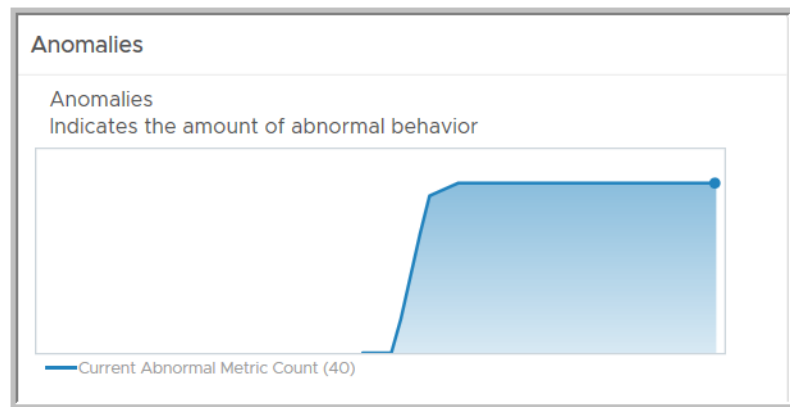 Anomalies
Anomalies
Indicates the amount of abnormal behavior
Current Abnormal Metric Count (40)